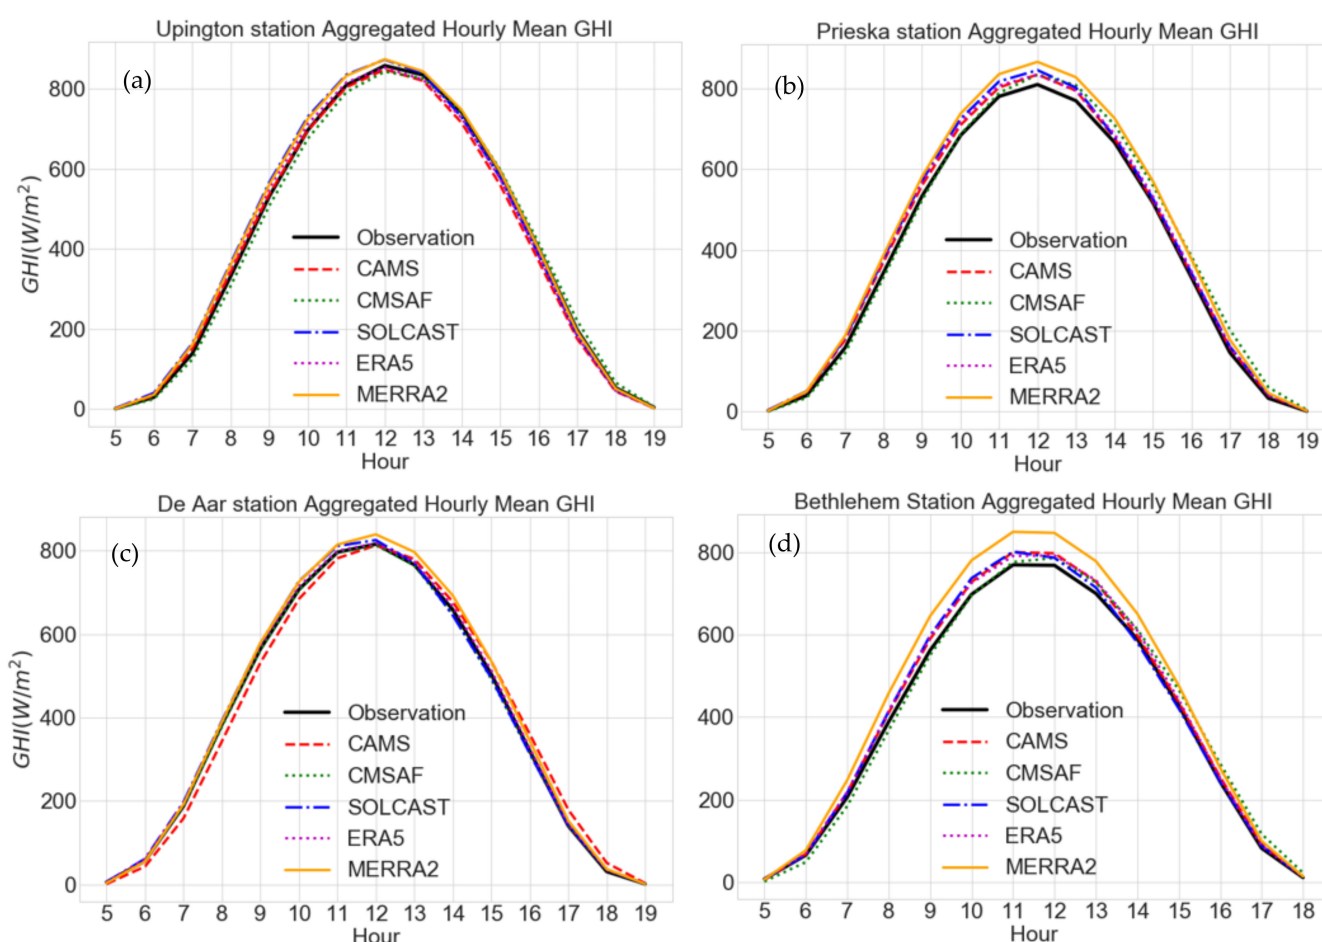 Upington station Aggregated Hourly Mean GHI
(a)
800
600
400
200
0
GHI(W/m²)
Observation
CAMS
CMSAF
SOLCAST
ERA5
MERRA2
5 6 7 8 9 10 11 12 13 14 15 16 17 18 19
Hour
Prieska station Aggregated Hourly Mean GHI
(b)
800
600
400
200
0
Observation
CAMS
CMSAF
SOLCAST
ERA5
MERRA2
5 6 7 8 9 10 11 12 13 14 15 16 17 18 19
Hour
De Aar station Aggregated Hourly Mean GHI
(c)
800
600
400
200
0
GHI(W/m²)
Observation
CAMS
CMSAF
SOLCAST
ERA5
MERRA2
5 6 7 8 9 10 11 12 13 14 15 16 17 18 19
Hour
Bethlehem Station Aggregated Hourly Mean GHI
(d)
800
600
400
200
0
Observation
CAMS
CMSAF
SOLCAST
ERA5
MERRA2
5 6 7 8 9 10 11 12 13 14 15 16 17 18
Hour